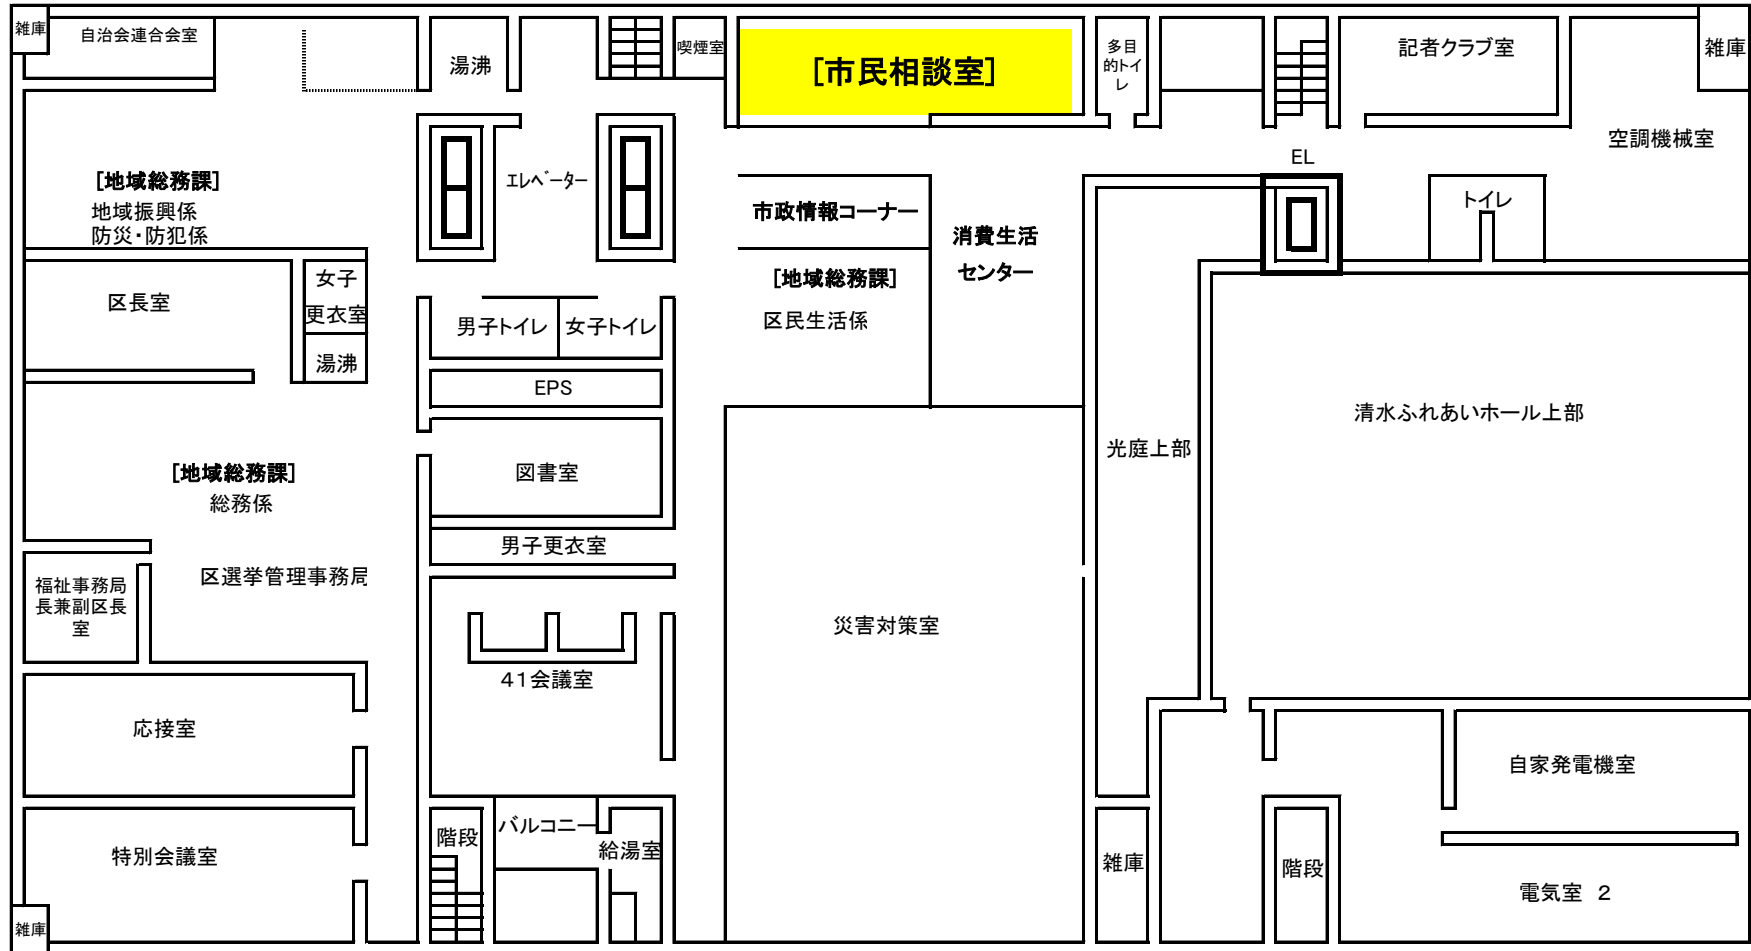 雑庫
自治会連合会室
湯沸
喫煙室
[市民相談室]
多目
的トイ
レ
記者クラブ室
雑庫
空調機械室
EL
[地域総務課]
地域振興係
防災・防犯係
エレベーター
市政情報コーナー
消費生活
センター
トイレ
[地域総務課]
区民生活係
区長室
女子
更衣室
湯沸
男子トイレ
女子トイレ
EPS
清水ふれあいホール上部
光庭上部
[地域総務課]
総務係
図書室
男子更衣室
区選挙管理事務局
福祉事務局
長兼副区長
室
災害対策室
41会議室
応接室
自家発電機室
特別会議室
階段
バルコニー
給湯室
雑庫
階段
電気室 2
雑庫